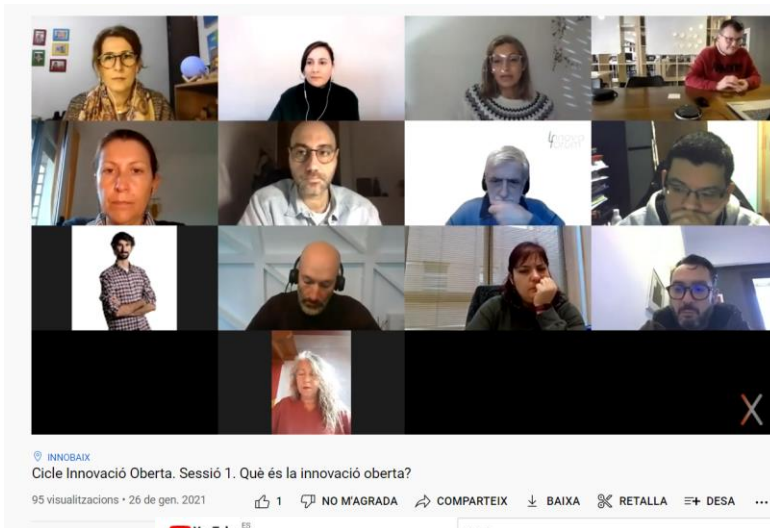 INNOBAIX
Cicle Innovació Oberta. Sessió 1. Què és la innovació oberta?
95 visualitzacions • 26 de gen. 2021
1 NO M'AGRADA COMPARTEIX BAIXA RETALLA DESA ...
ES